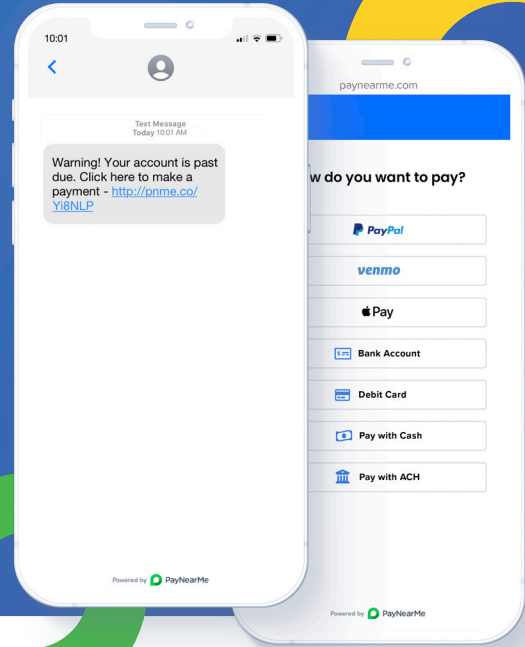 10:01
Text Message
Today 10:01 AM
Warning! Your account is past
due. Click here to make a
payment - http://pnme.co/
Yi8NLP
Powered by PayNearMe
paynearme.com
w do you want to pay?
PayPal
venmo
Pay
Bank Account
Debit Card
Pay with Cash
Pay with ACH
Powered by PayNearMe